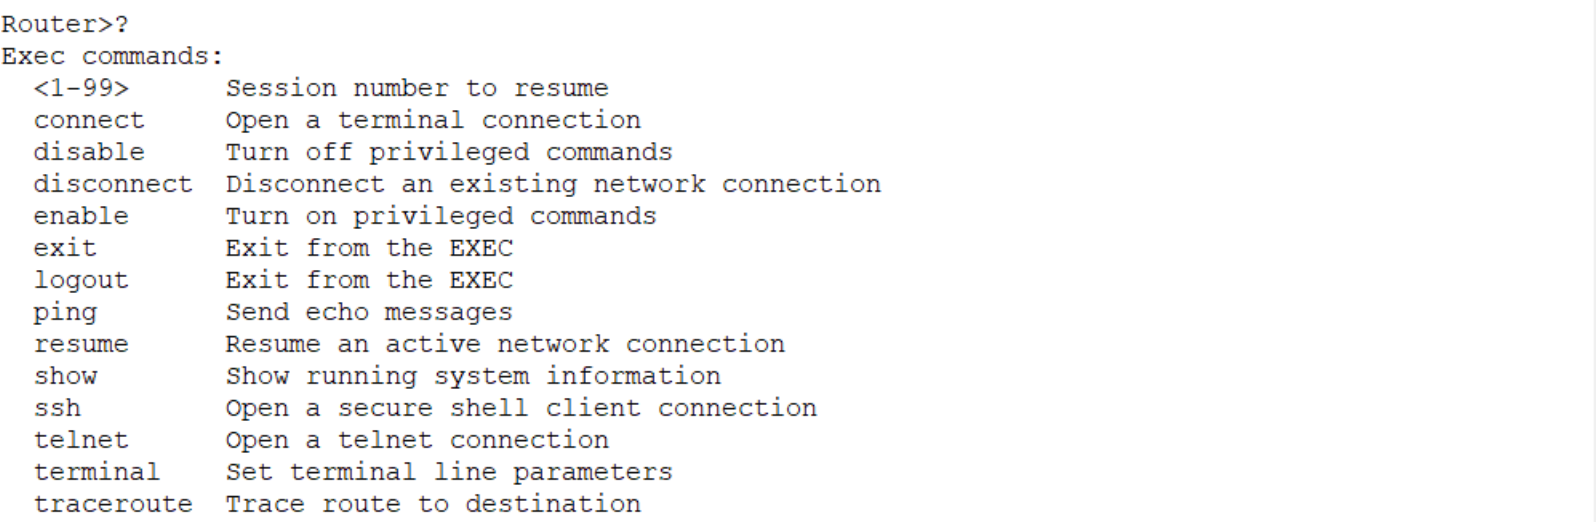 Router>?
Exec commands:
  <1-99>      Session number to resume
  connect     Open a terminal connection
  disable     Turn off privileged commands
  disconnect  Disconnect an existing network connection
  enable      Turn on privileged commands
  exit        Exit from the EXEC
  logout      Exit from the EXEC
  ping        Send echo messages
  resume      Resume an active network connection
  show        Show running system information
  ssh         Open a secure shell client connection
  telnet      Open a telnet connection
  terminal    Set terminal line parameters
  traceroute  Trace route to destination